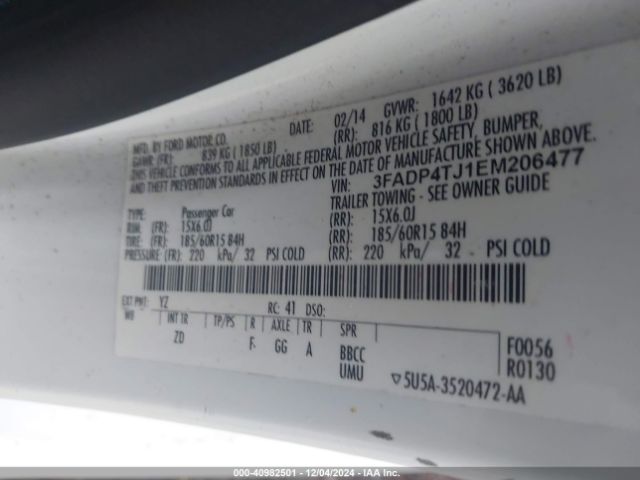 MFD. BY FORD MOTOR CO. DATE: 02/14 GVWR: 1642 KG ( 3620 LB)
GAWR: (FR): 839 KG ( 1850 LB) (RR): 816 KG ( 1800 LB)
THIS VEHICLE CONFORMS TO ALL APPLICABLE FEDERAL MOTOR VEHICLE SAFETY, BUMPER,
AND THEFT PREVENTION STANDARDS IN EFFECT ON THE DATE OF MANUFACTURE SHOWN ABOVE.
VIN: 3FADP4TJ1EM206477
TYPE: Passenger Car TRAILER TOWING - SEE OWNER GUIDE
RIM: (FR): 15X6.0J (RR): 15X6.0J
TIRE: (FR): 185/60R15 84H (RR): 185/60R15 84H
PRESSURE: (FR): 220 kPa/ 32 PSI COLD (RR): 220 kPa/ 32 - PSI COLD
EXT PNT: YZ RC: 41 DSO:
WB INT TR TP/PS R AXLE TR SPR F0056
ZD F- GG A BBCC R0130
UMU ▽5U5A-3520472-AA
000-40982501 - 12/04/2024 - IAAI.COM